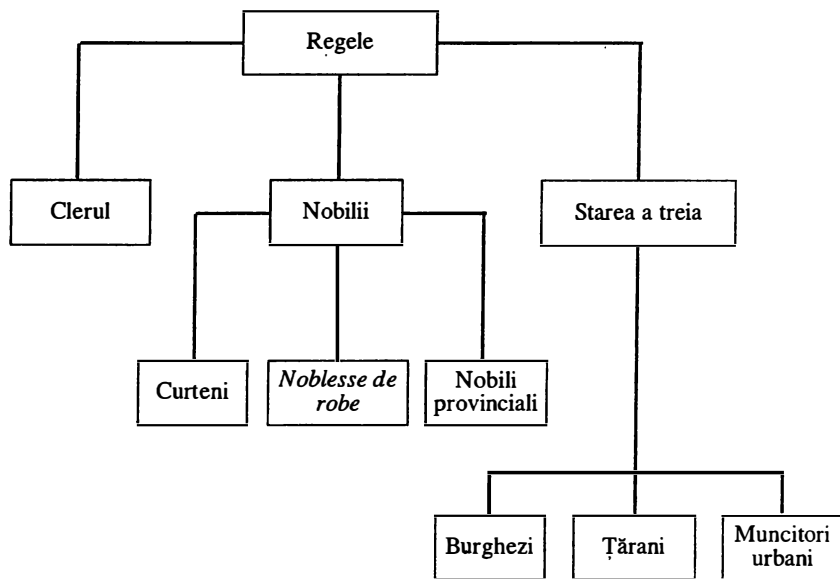 Regele
Clerul
Nobilii
Starea a treia
Curteni
Noblesse de
robe
Nobili
provinciali
Burghezi
Țărani
Muncitori
urbani